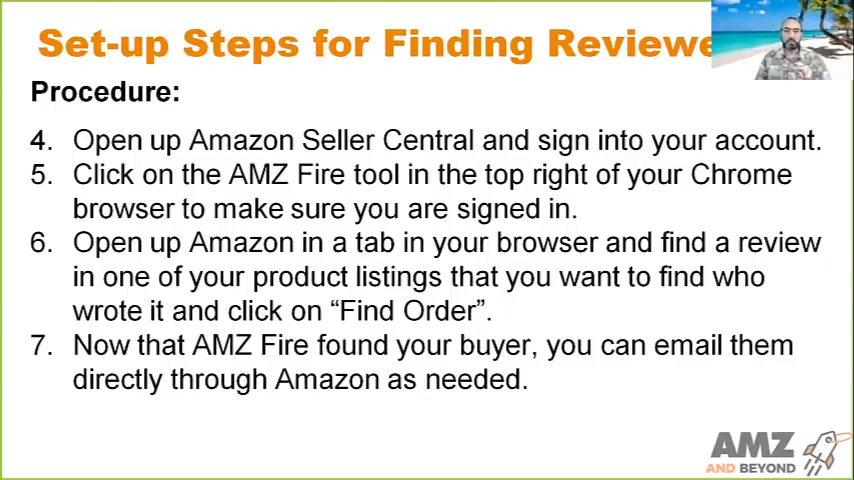 Set-up Steps for Finding Reviewe
Procedure:
4. Open up Amazon Seller Central and sign into your account.
5. Click on the AMZ Fire tool in the top right of your Chrome
browser to make sure you are signed in.
6. Open up Amazon in a tab in your browser and find a review
in one of your product listings that you want to find who
wrote it and click on “Find Order”.
7. Now that AMZ Fire found your buyer, you can email them
directly through Amazon as needed.
AMZ
AND BEYOND